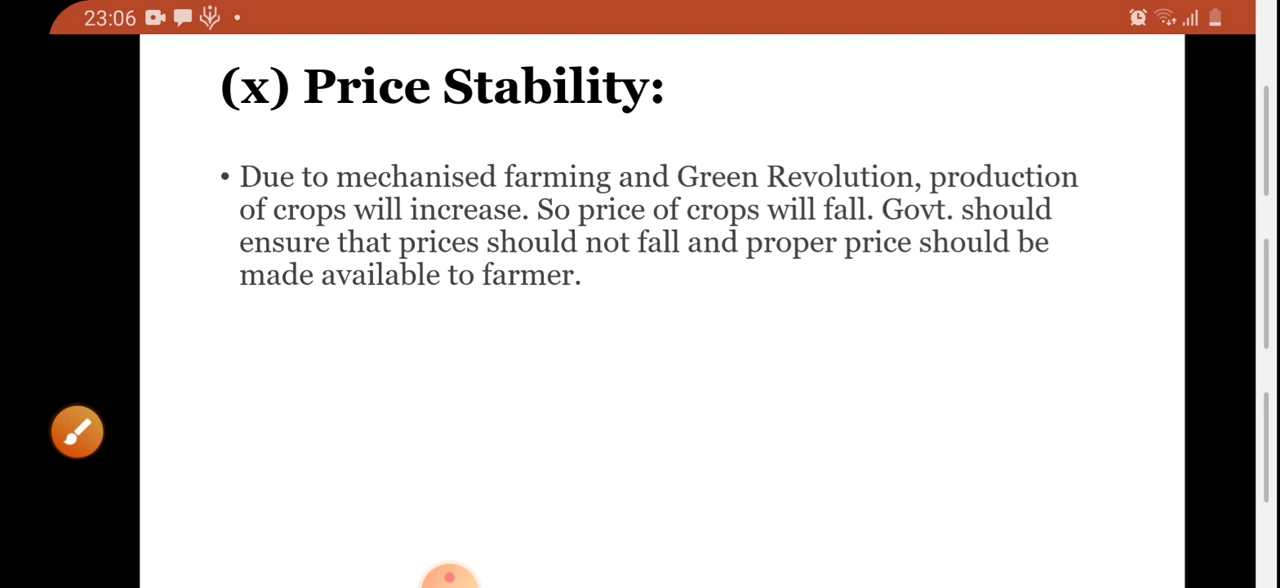 23:06
(x) Price Stability:
• Due to mechanised farming and Green Revolution, production
of crops will increase. So price of crops will fall. Govt. should
ensure that prices should not fall and proper price should be
made available to farmer.